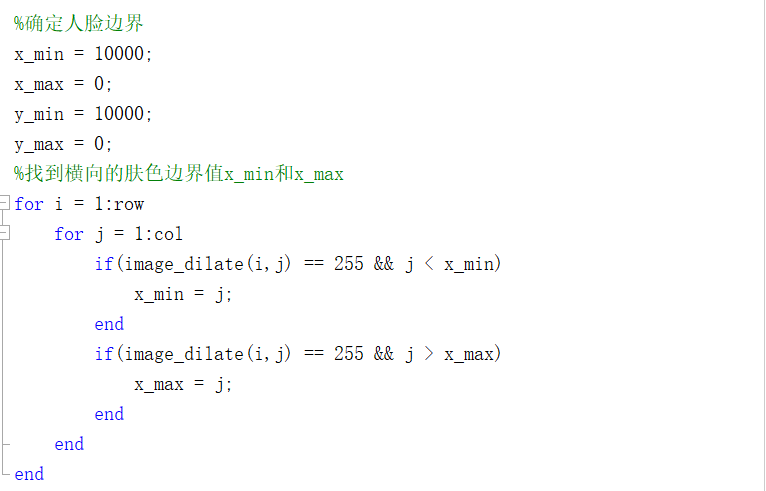 %确定人脸边界
x_min = 10000;
x_max = 0;
y_min = 10000;
y_max = 0;
%找到横向的肤色边界值x_min和x_max
for i = 1:row
    for j = 1:col
        if(image_dilate(i,j) == 255 && j < x_min)
            x_min = j;
        end
        if(image_dilate(i,j) == 255 && j > x_max)
            x_max = j;
        end
    end
end